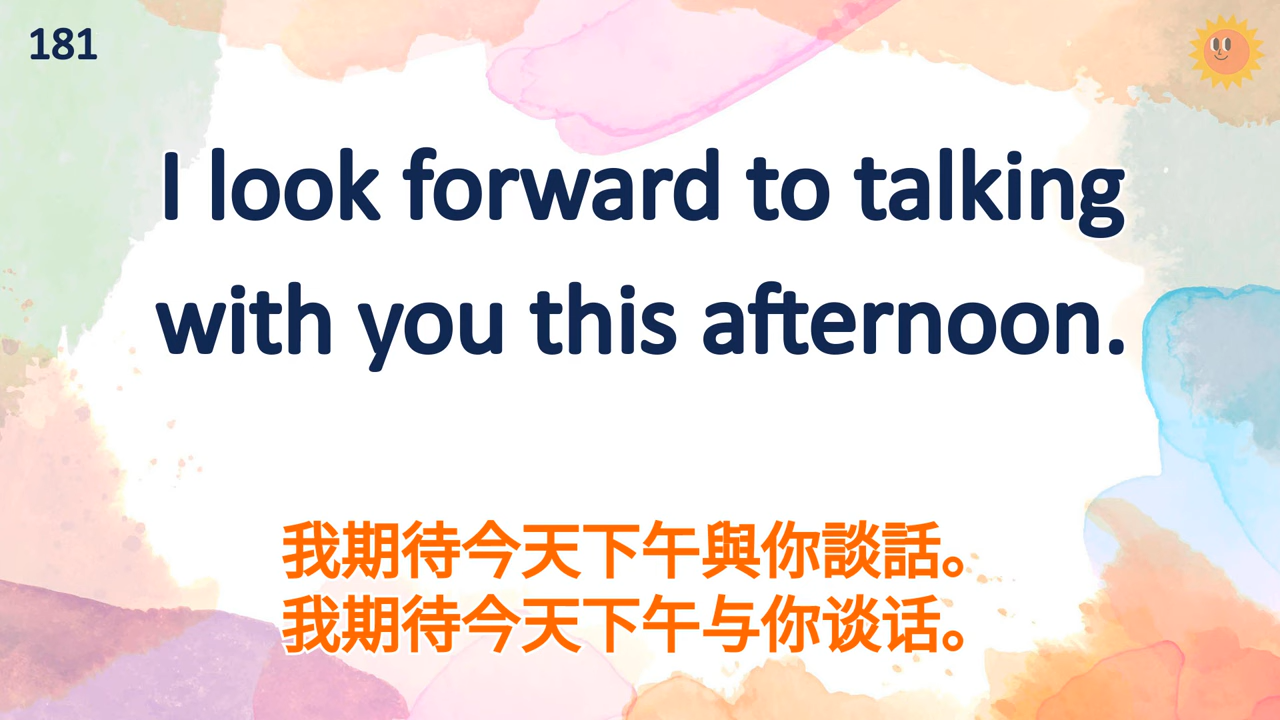 181
I look forward to talking
with you this afternoon.
我期待今天下午與你談話。
我期待今天下午与你谈话。